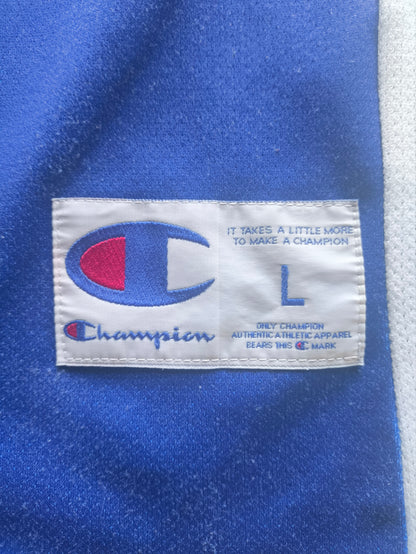 IT TAKES A LITTLE MORE
TO MAKE A CHAMPION
L
Champion
ONLY CHAMPION
AUTHENTIC ATHLETIC APPAREL
BEARS THIS C MARK